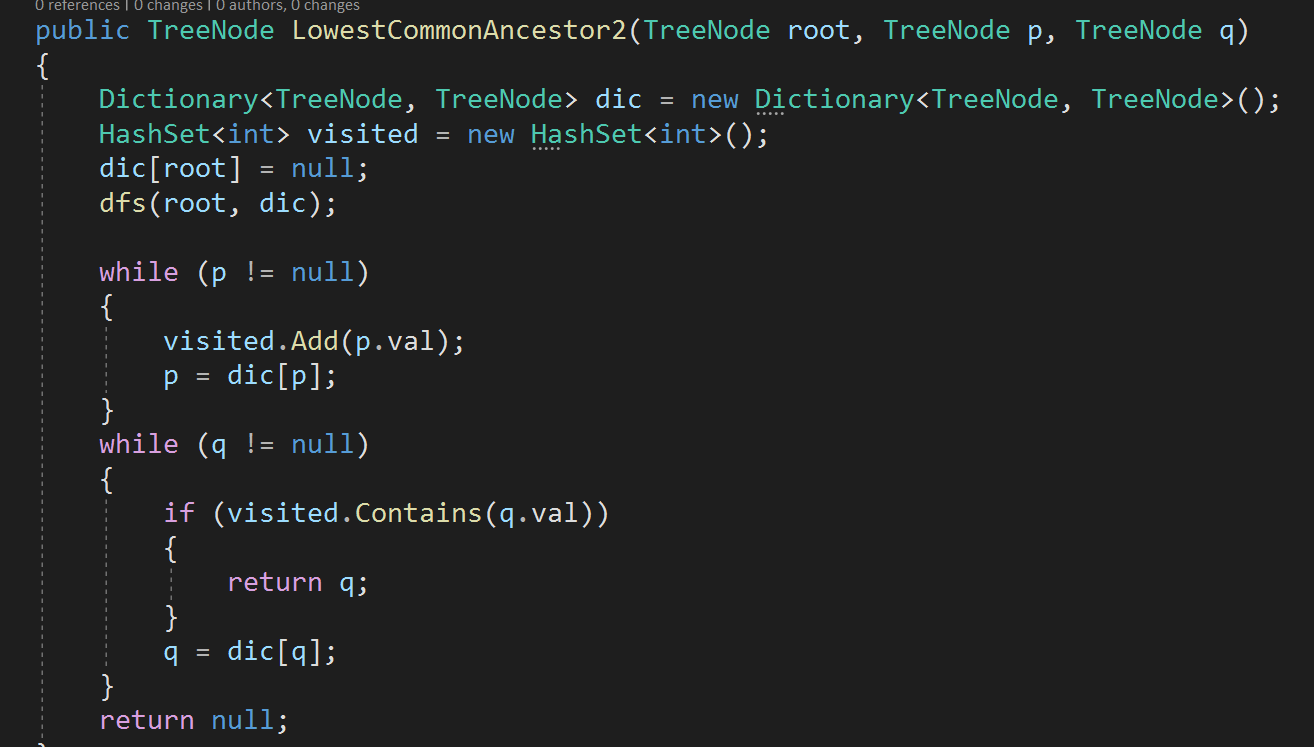 0 references | 0 changes | 0 authors, 0 changes
public TreeNode LowestCommonAncestor2(TreeNode root, TreeNode p, TreeNode q)
{
    Dictionary<TreeNode, TreeNode> dic = new Dictionary<TreeNode, TreeNode>();
    HashSet<int> visited = new HashSet<int>();
    dic[root] = null;
    dfs(root, dic);

    while (p != null)
    {
        visited.Add(p.val);
        p = dic[p];
    }
    while (q != null)
    {
        if (visited.Contains(q.val))
        {
            return q;
        }
        q = dic[q];
    }
    return null;
}